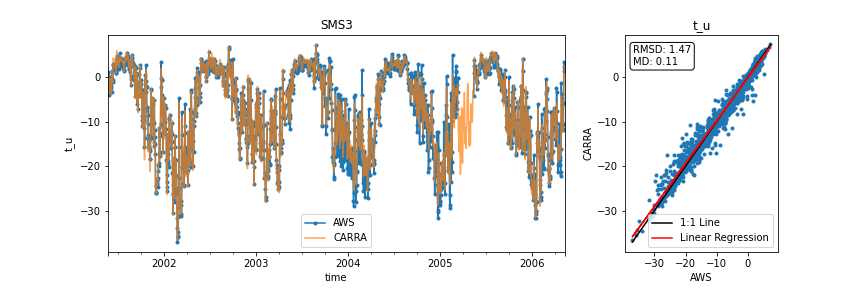 SMS3
t_u
0
−10
−20
−30
2002
2003
2004
2005
2006
time
AWS
CARRA
t_u
CARRA
0
−10
−20
−30
−30
−20
−10
0
AWS
RMSD: 1.47
MD: 0.11
1:1 Line
Linear Regression